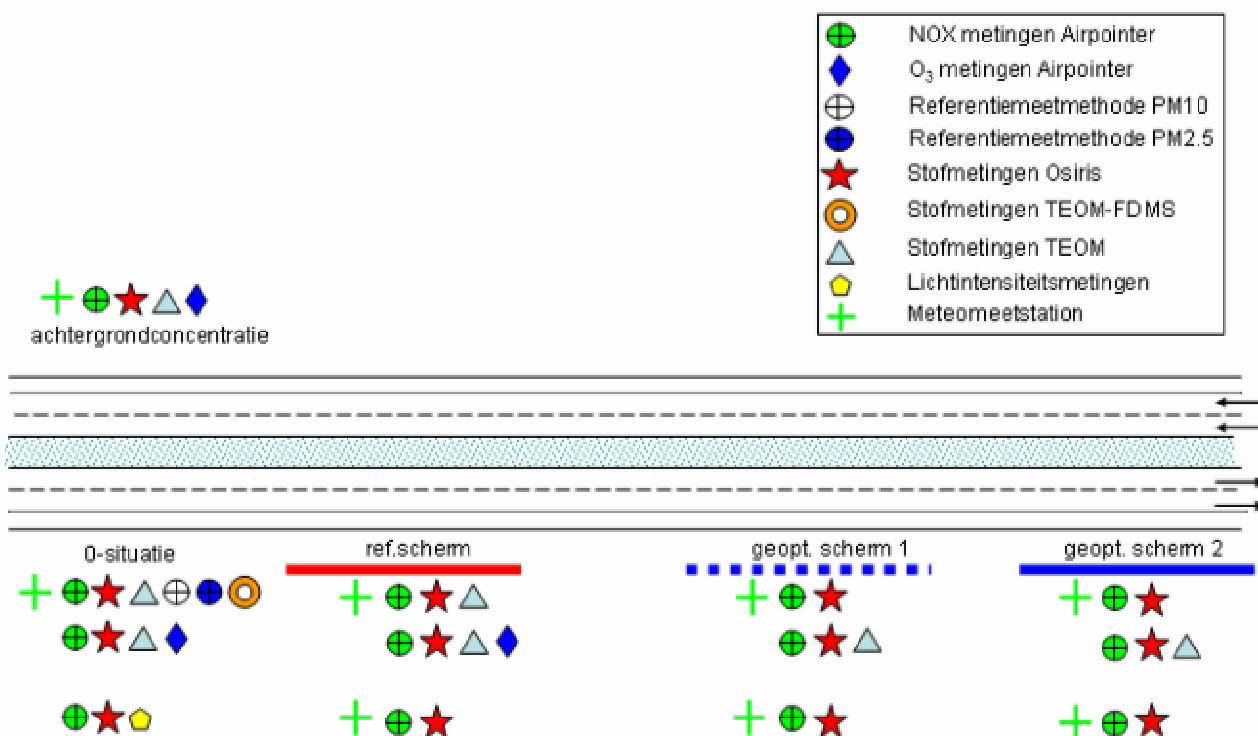 NOX metingen Airpointer
O3 metingen Airpointer
Referentiemeetmethode PM10
Referentiemeetmethode PM2.5
Stofmetingen Osiris
Stofmetingen TEOM-FDMS
Stofmetingen TEOM
Lichtintensiteitsmetingen
Meteomeetstation
achtergrondconcentratie
0-situatie
ref.scherm
geopt. scherm 1
geopt. scherm 2